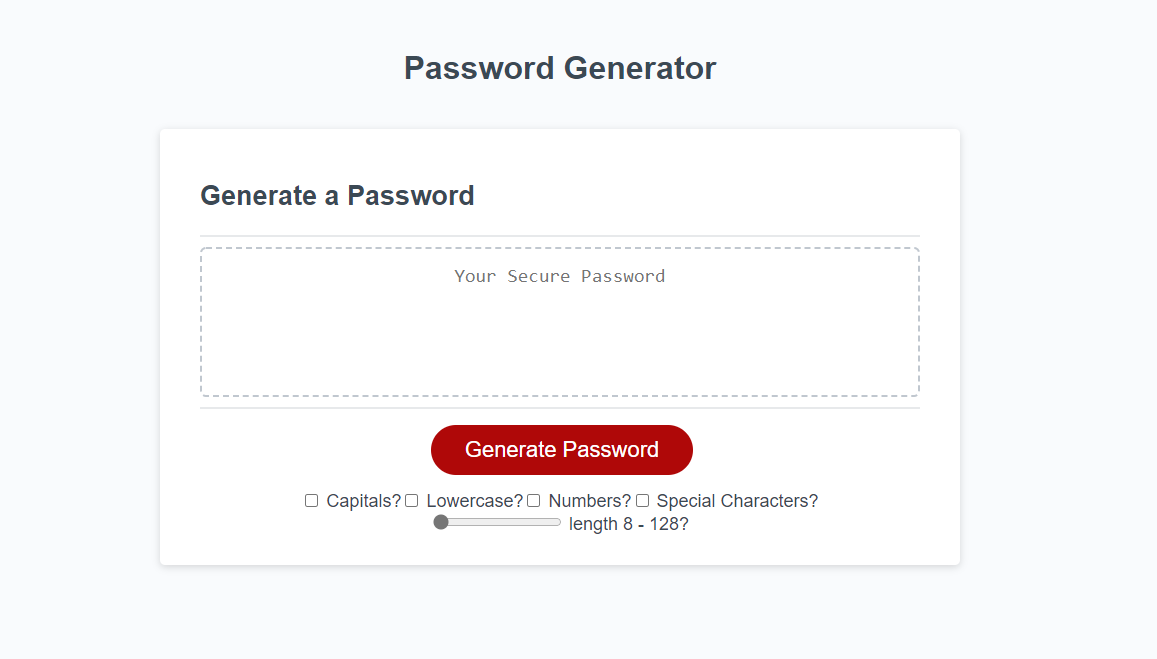 Password Generator
Generate a Password
Your Secure Password
Generate Password
Capitals? Lowercase? Numbers? Special Characters?
length 8 - 128?